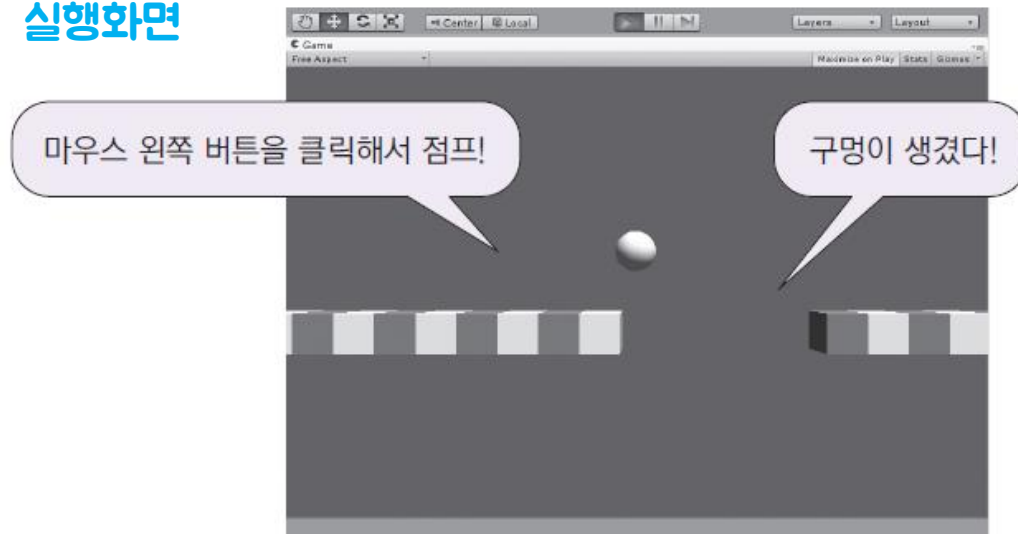 실행화면
Center Local
Layers Layout
Game
Free Aspect
Maximize on Play Stats Gizmos
마우스 왼쪽 버튼을 클릭해서 점프!
구멍이 생겼다!